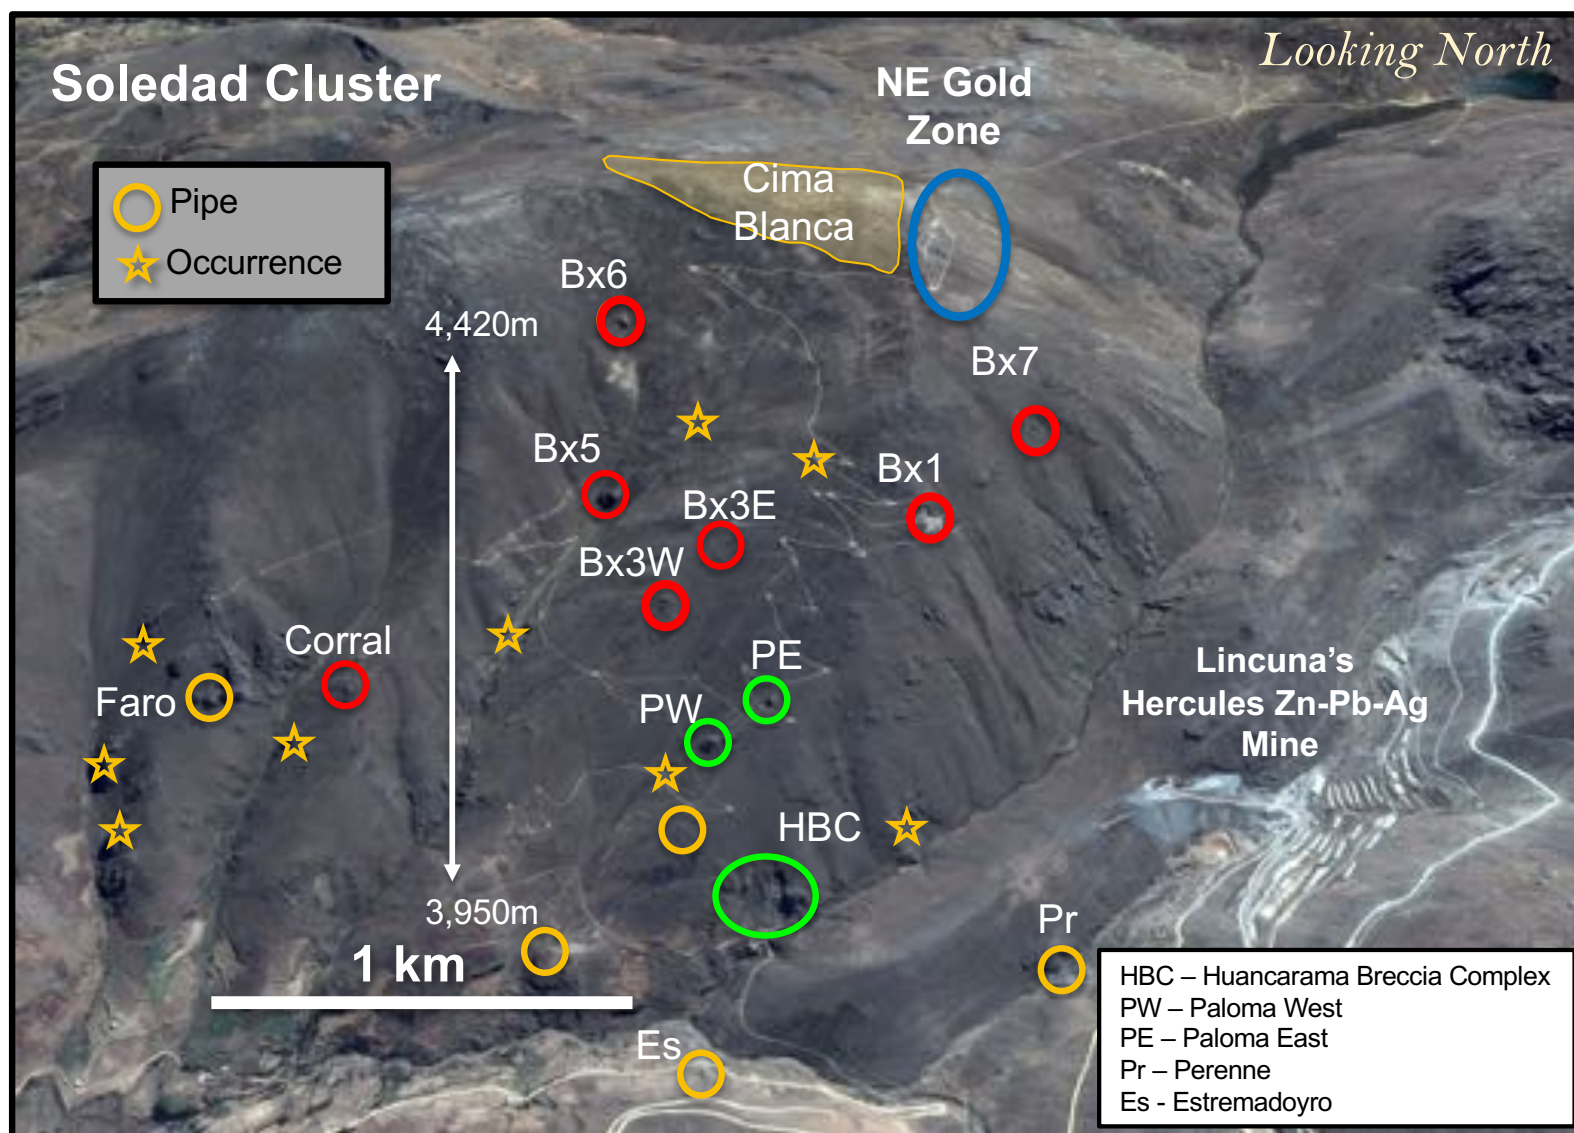 Looking North
Soledad Cluster
NE Gold
Zone
Pipe
Occurrence
Cima
Blanca
Bx6
4,420m
Bx7
Bx5
Bx1
Bx3E
Bx3W
Corral
PE
Faro
PW
Lincuna’s
Hercules Zn-Pb-Ag
Mine
HBC
3,950m
Pr
1 km
Es
HBC – Huancarama Breccia Complex
PW – Paloma West
PE – Paloma East
Pr – Perenne
Es - Estremadoyro